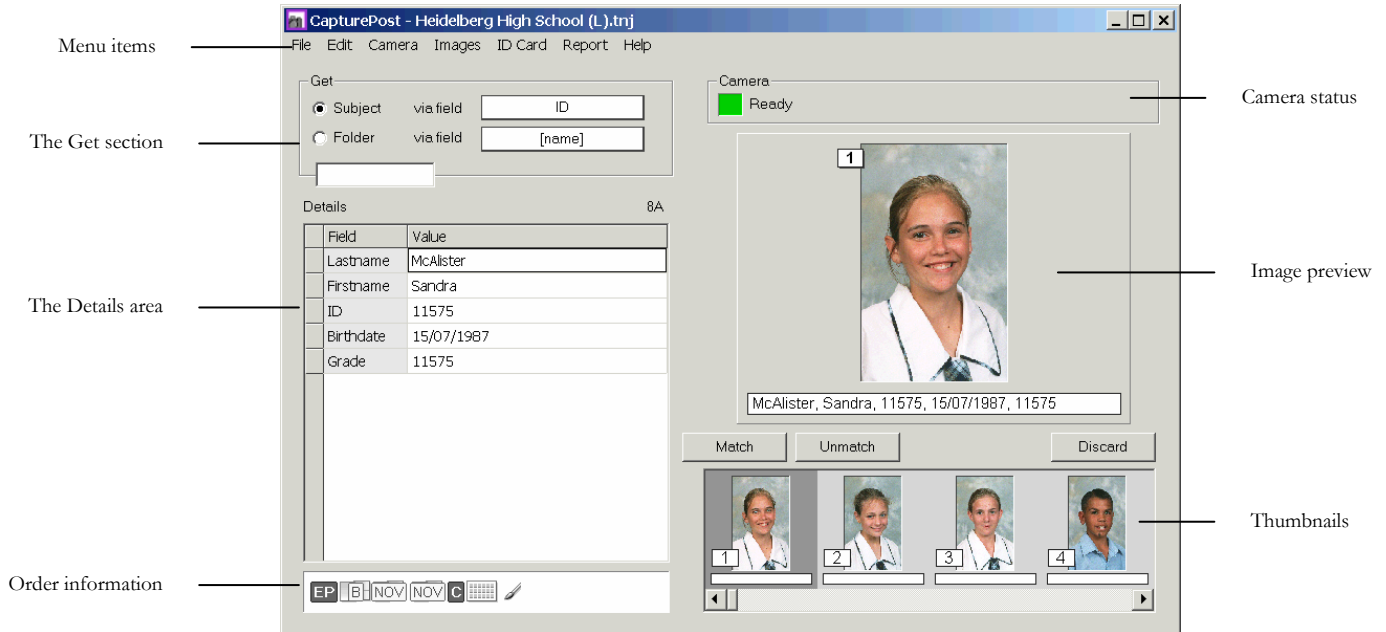 CapturePost - Heidelberg High School (L).tnj
Menu items
File Edit Camera Images ID Card Report Help
Get
Subject via field ID
Folder via field [name]
The Get section
Camera
Ready
Camera status
1
Image preview
McAlister, Sandra, 11575, 15/07/1987, 11575
Details 8A
Field Value
Lastname McAlister
Firstname Sandra
ID 11575
Birthdate 15/07/1987
Grade 11575
The Details area
Match Unmatch Discard
1 2 3 4
Thumbnails
Order information
EP B NOV NOV C